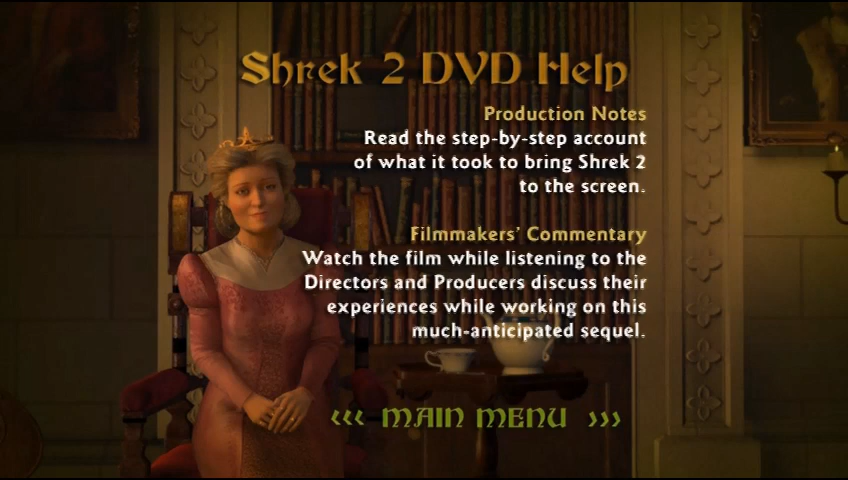 Shrek 2 DVD Help
Production Notes
Read the step-by-step account
of what it took to bring Shrek 2
to the screen.
Filmmakers' Commentary
Watch the film while listening to the
Directors and Producers discuss their
experiences while working on this
much-anticipated sequel.
‹‹‹ MAIN MENU ›››